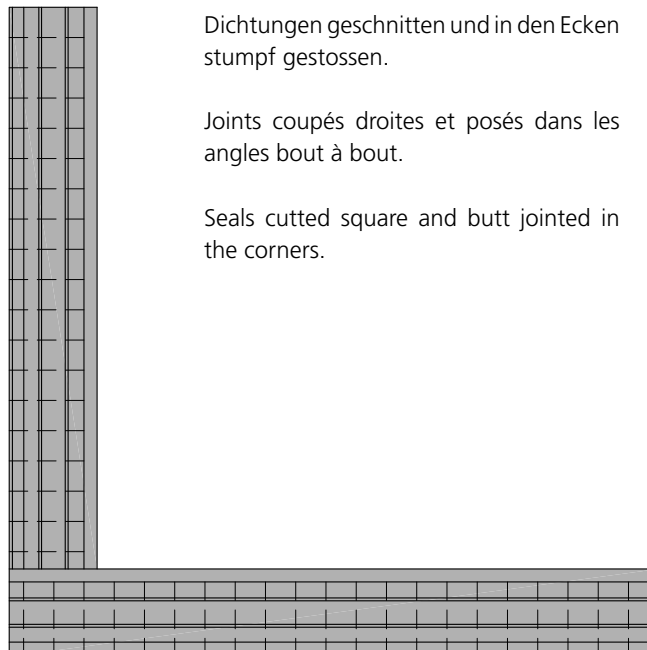 Dichtungen geschnitten und in den Ecken
stumpf gestossen.
Joints coupés droites et posés dans les
angles bout à bout.
Seals cutted square and butt jointed in
the corners.